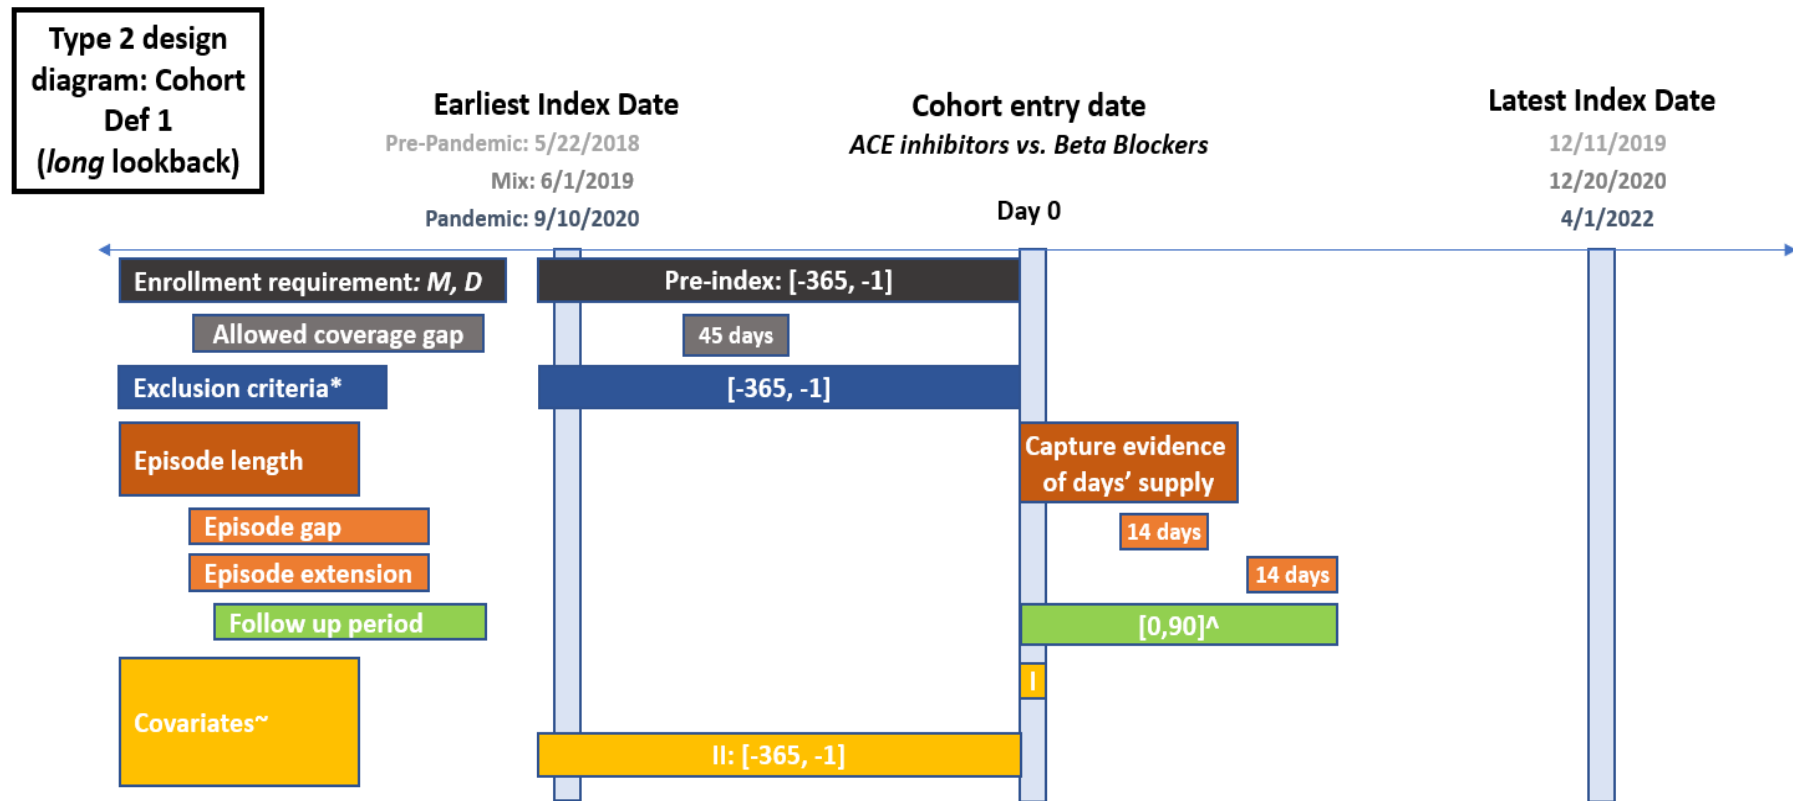 Type 2 design
diagram: Cohort
Def 1
(long lookback)
Earliest Index Date
Pre-Pandemic: 5/22/2018
Mix: 6/1/2019
Pandemic: 9/10/2020
Cohort entry date
ACE inhibitors vs. Beta Blockers
Day 0
Latest Index Date
12/11/2019
12/20/2020
4/1/2022
Enrollment requirement: M, D
Pre-index: [-365, -1]
Allowed coverage gap
45 days
Exclusion criteria*
[-365, -1]
Episode length
Capture evidence
of days’ supply
Episode gap
14 days
Episode extension
14 days
Follow up period
[0,90]^
Covariates~
I
II: [-365, -1]